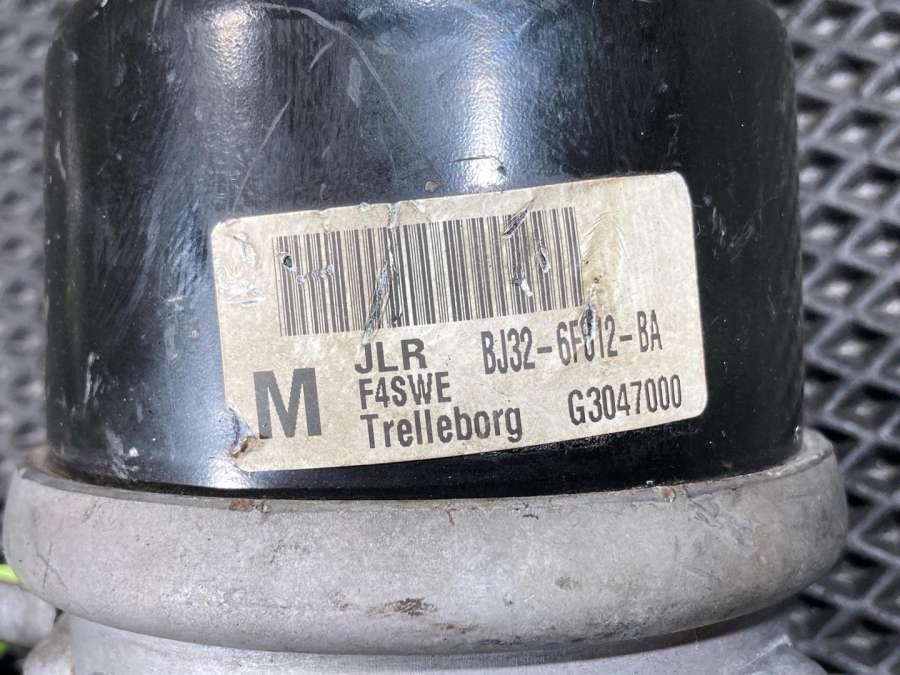 JLR BJ32-6F012-BA
M F4SWE
Trelleborg G3047000